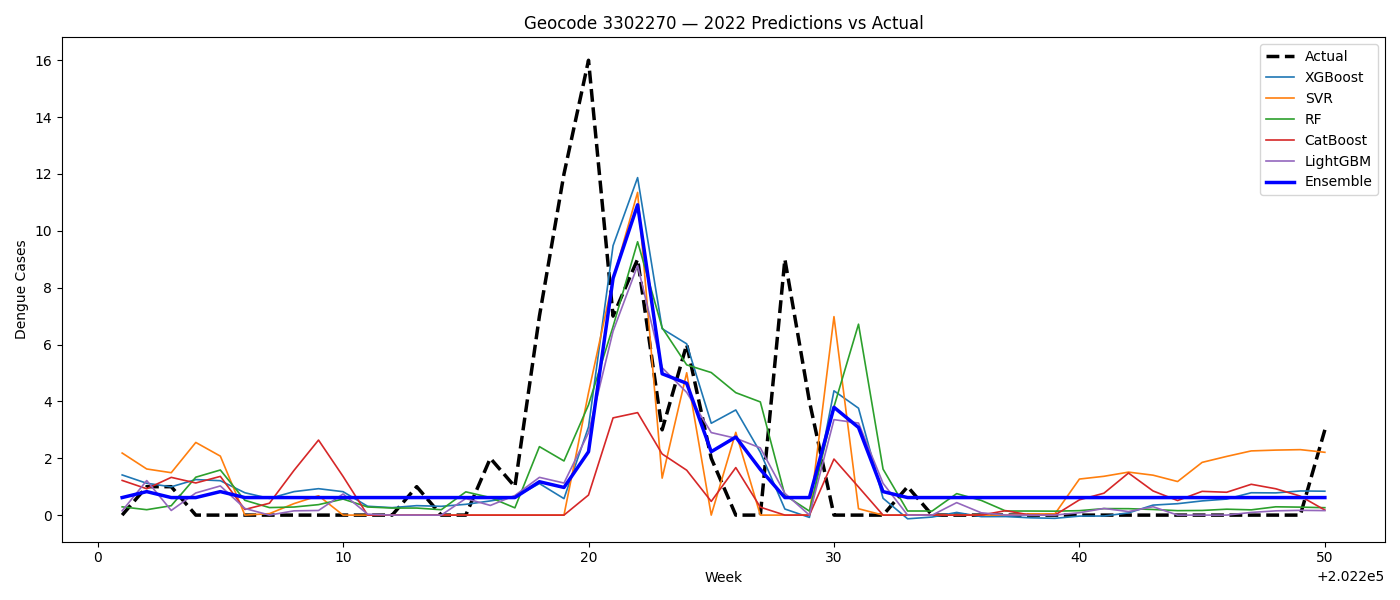 Geocode 3302270 — 2022 Predictions vs Actual
Dengue Cases
16
14
12
10
8
6
4
2
0
Actual
XGBoost
SVR
RF
CatBoost
LightGBM
Ensemble
0 10 20 30 40 50
Week
+2.022e5